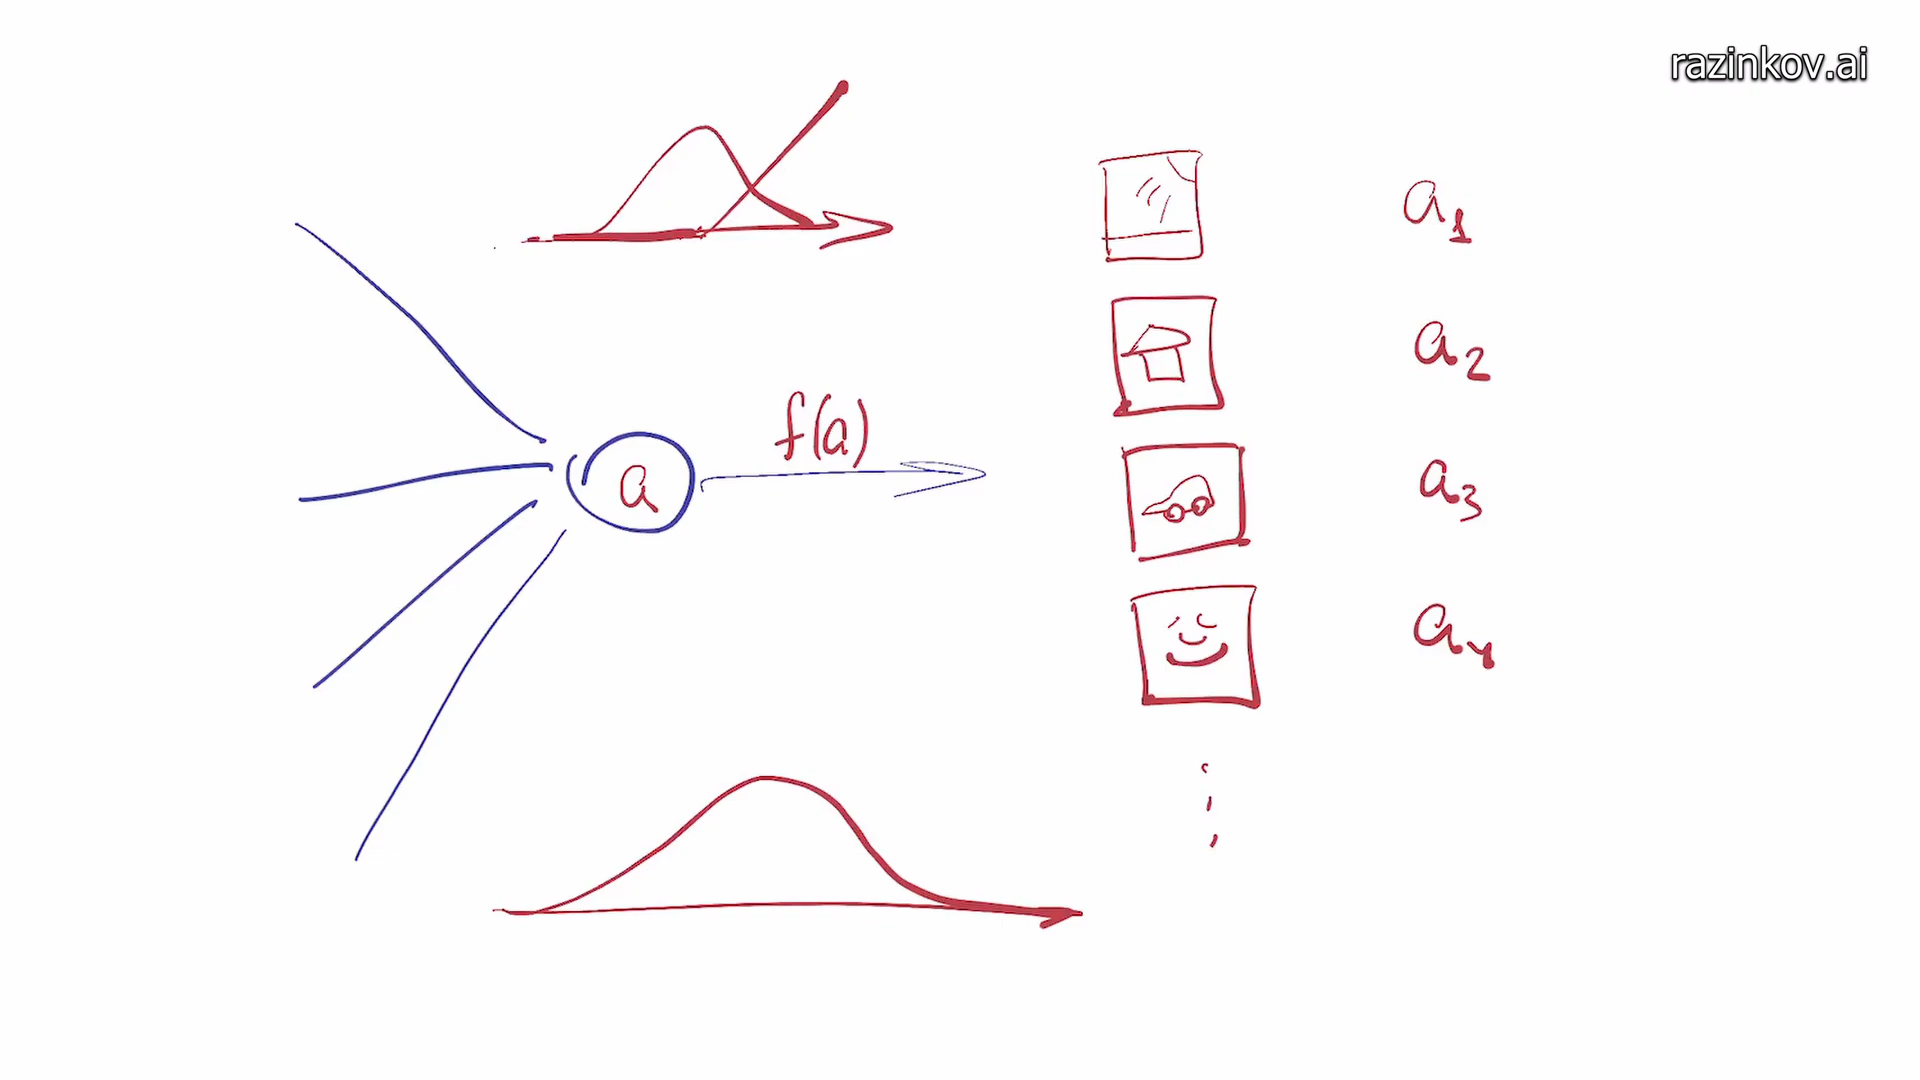 razinkov.ai
a₁
a₂
f(a)
a
a₃
a₄